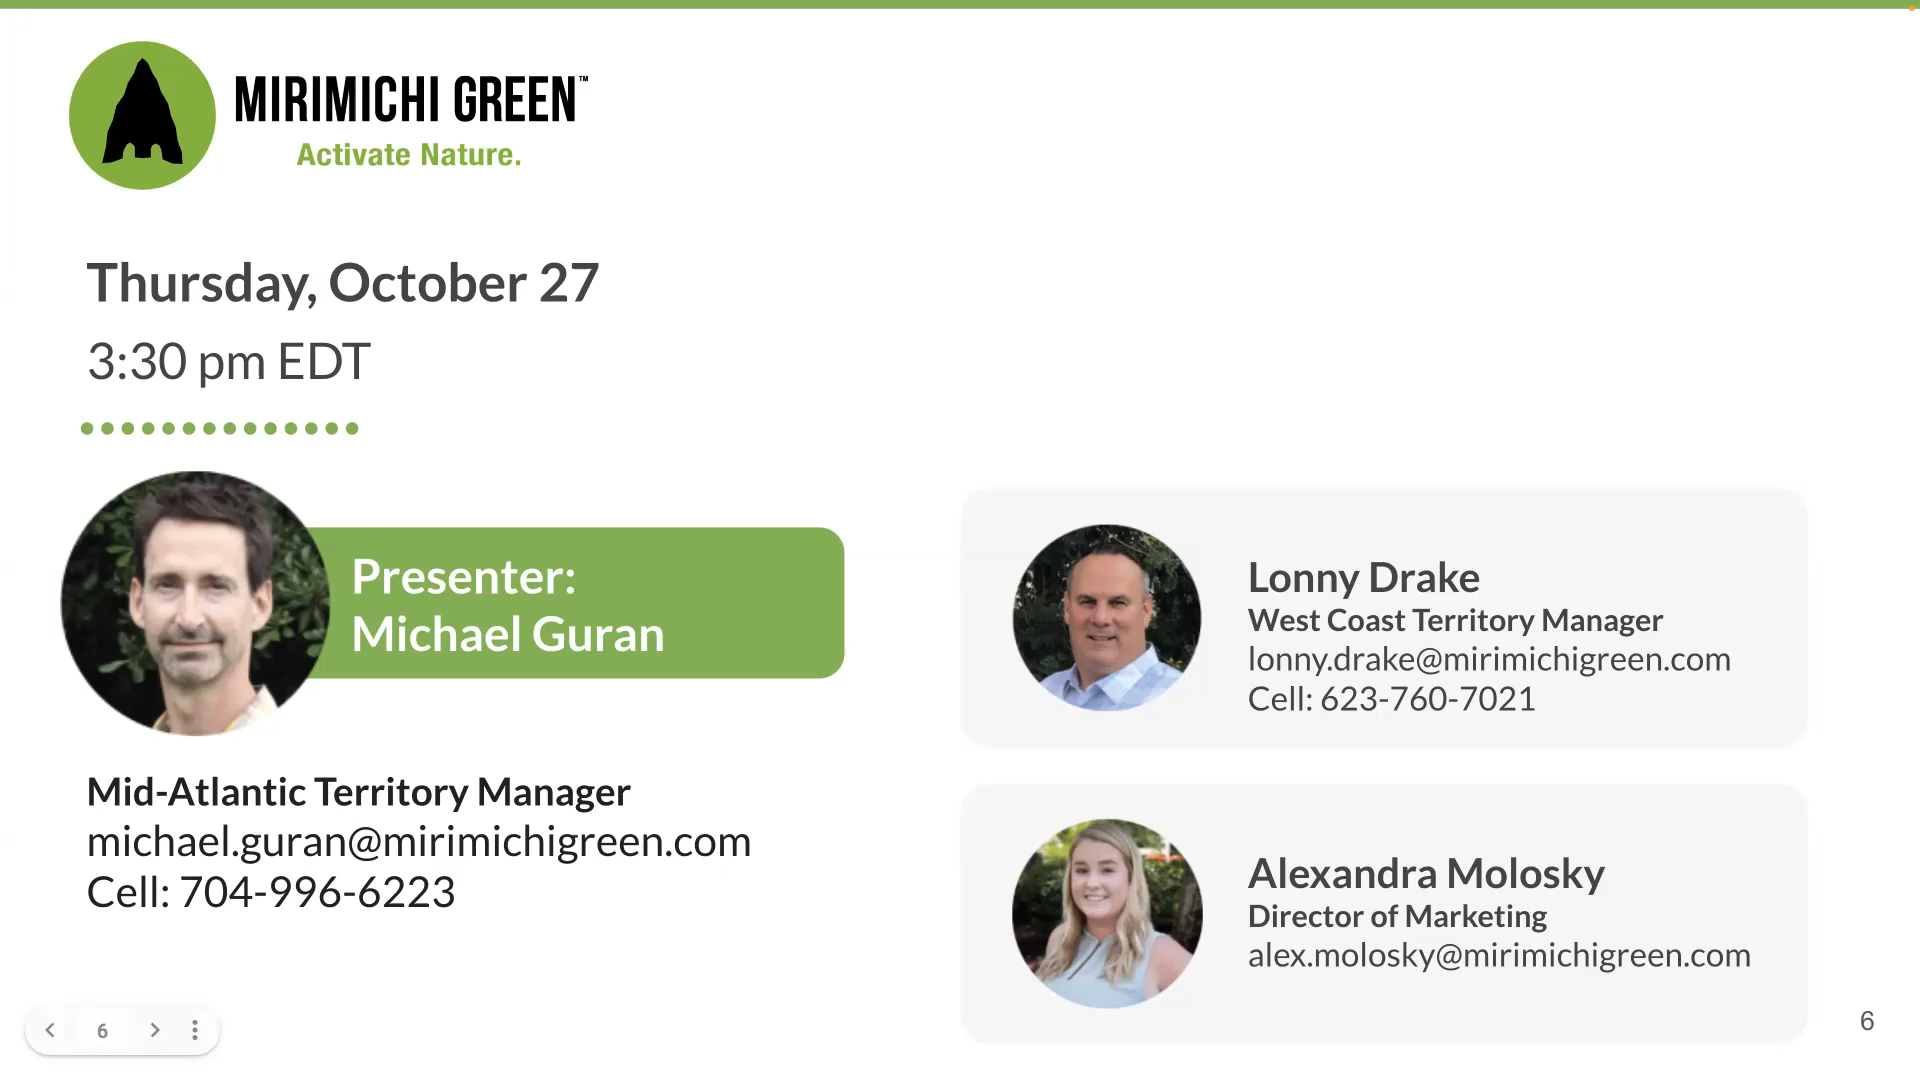 MIRIMICHI GREEN™
Activate Nature.
Thursday, October 27
3:30 pm EDT
Presenter:
Michael Guran
Mid-Atlantic Territory Manager
michael.guran@mirimichigreen.com
Cell: 704-996-6223
Lonny Drake
West Coast Territory Manager
lonny.drake@mirimichigreen.com
Cell: 623-760-7021
Alexandra Molosky
Director of Marketing
alex.molosky@mirimichigreen.com
6
6